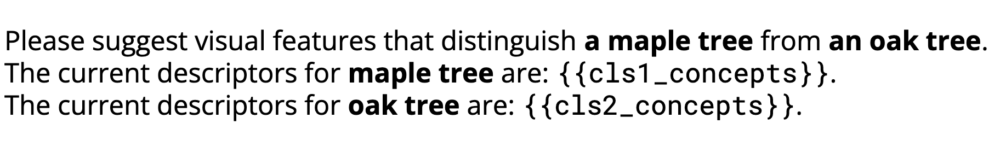 Please suggest visual features that distinguish a maple tree from an oak tree.
The current descriptors for maple tree are: {{cls1_concepts}}.
The current descriptors for oak tree are: {{cls2_concepts}}.